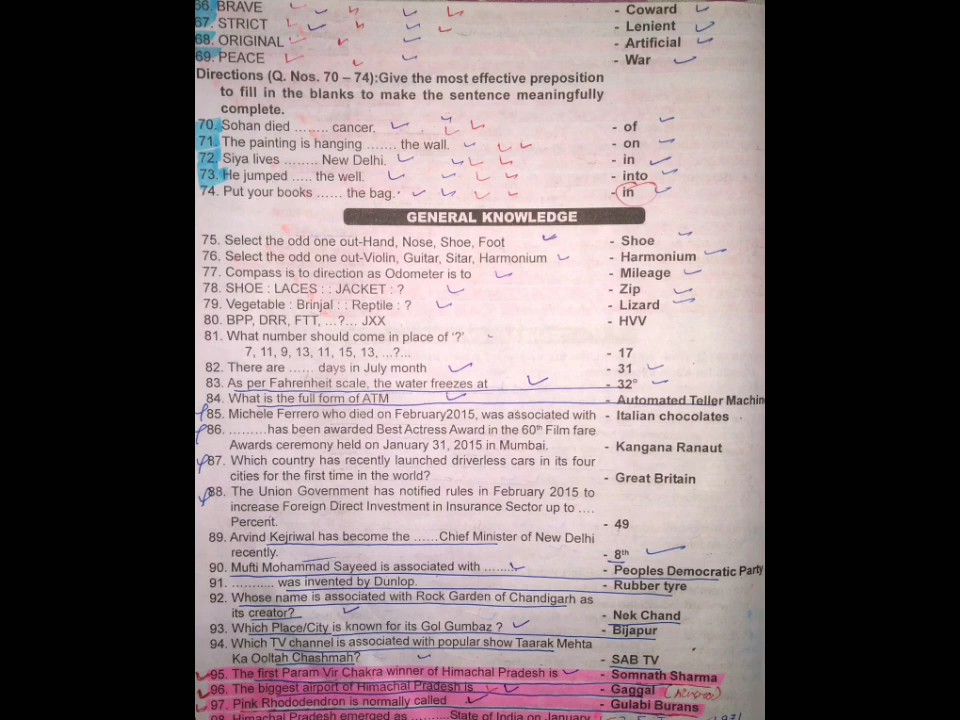 66. BRAVE - Coward
67. STRICT - Lenient
68. ORIGINAL - Artificial
69. PEACE - War
Directions (Q. Nos. 70 – 74):Give the most effective preposition
to fill in the blanks to make the sentence meaningfully
complete.
70. Sohan died ........ cancer. - of
71. The painting is hanging ....... the wall. - on
72. Siya lives ........ New Delhi. - in
73. He jumped ..... the well. - into
74. Put your books ...... the bag. - in
GENERAL KNOWLEDGE
75. Select the odd one out-Hand, Nose, Shoe, Foot - Shoe
76. Select the odd one out-Violin, Guitar, Sitar, Harmonium - Harmonium
77. Compass is to direction as Odometer is to - Mileage
78. SHOE : LACES : : JACKET : ? - Zip
79. Vegetable : Brinjal : : Reptile : ? - Lizard
80. BPP, DRR, FTT, ...?... JXX - HVV
81. What number should come in place of '?'
7, 11, 9, 13, 11, 15, 13, ...?... - 17
82. There are ...... days in July month - 31
83. As per Fahrenheit scale, the water freezes at - 32°
84. What is the full form of ATM - Automated Teller Machin
85. Michele Ferrero who died on February2015, was associated with - Italian chocolates
86. .........has been awarded Best Actress Award in the 60th Film fare
Awards ceremony held on January 31, 2015 in Mumbai. - Kangana Ranaut
87. Which country has recently launched driverless cars in its four
cities for the first time in the world? - Great Britain
88. The Union Government has notified rules in February 2015 to
increase Foreign Direct Investment in Insurance Sector up to ....
Percent. - 49
89. Arvind Kejriwal has become the ......Chief Minister of New Delhi
recently. - 8th
90. Mufti Mohammad Sayeed is associated with ....... - Peoples Democratic Party
91. .......... was invented by Dunlop. - Rubber tyre
92. Whose name is associated with Rock Garden of Chandigarh as
its creator? - Nek Chand
93. Which Place/City is known for its Gol Gumbaz ? - Bijapur
94. Which TV channel is associated with popular show Taarak Mehta
Ka Ooltah Chashmah? - SAB TV
95. The first Param Vir Chakra winner of Himachal Pradesh is - Somnath Sharma
96. The biggest airport of Himachal Pradesh is - Gaggal
97. Pink Rhododendron is normally called - Gulabi Burans
98. Himachal Pradesh emerged as .........State of India on January